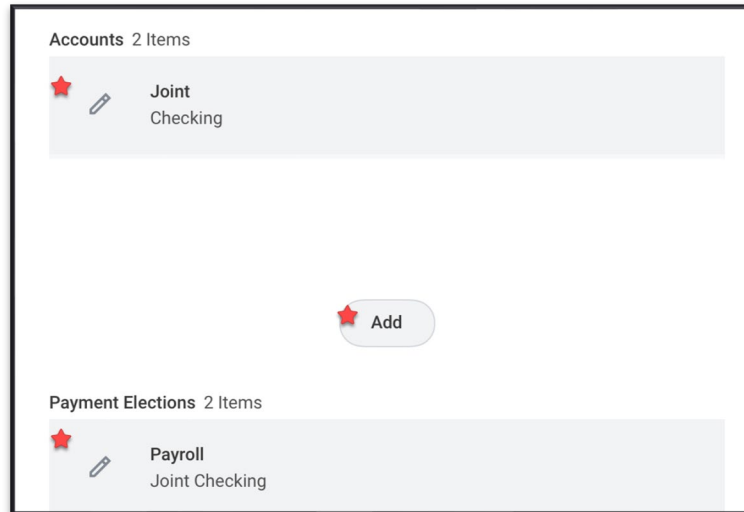 Accounts 2 Items
Joint
Checking
Add
Payment Elections 2 Items
Payroll
Joint Checking